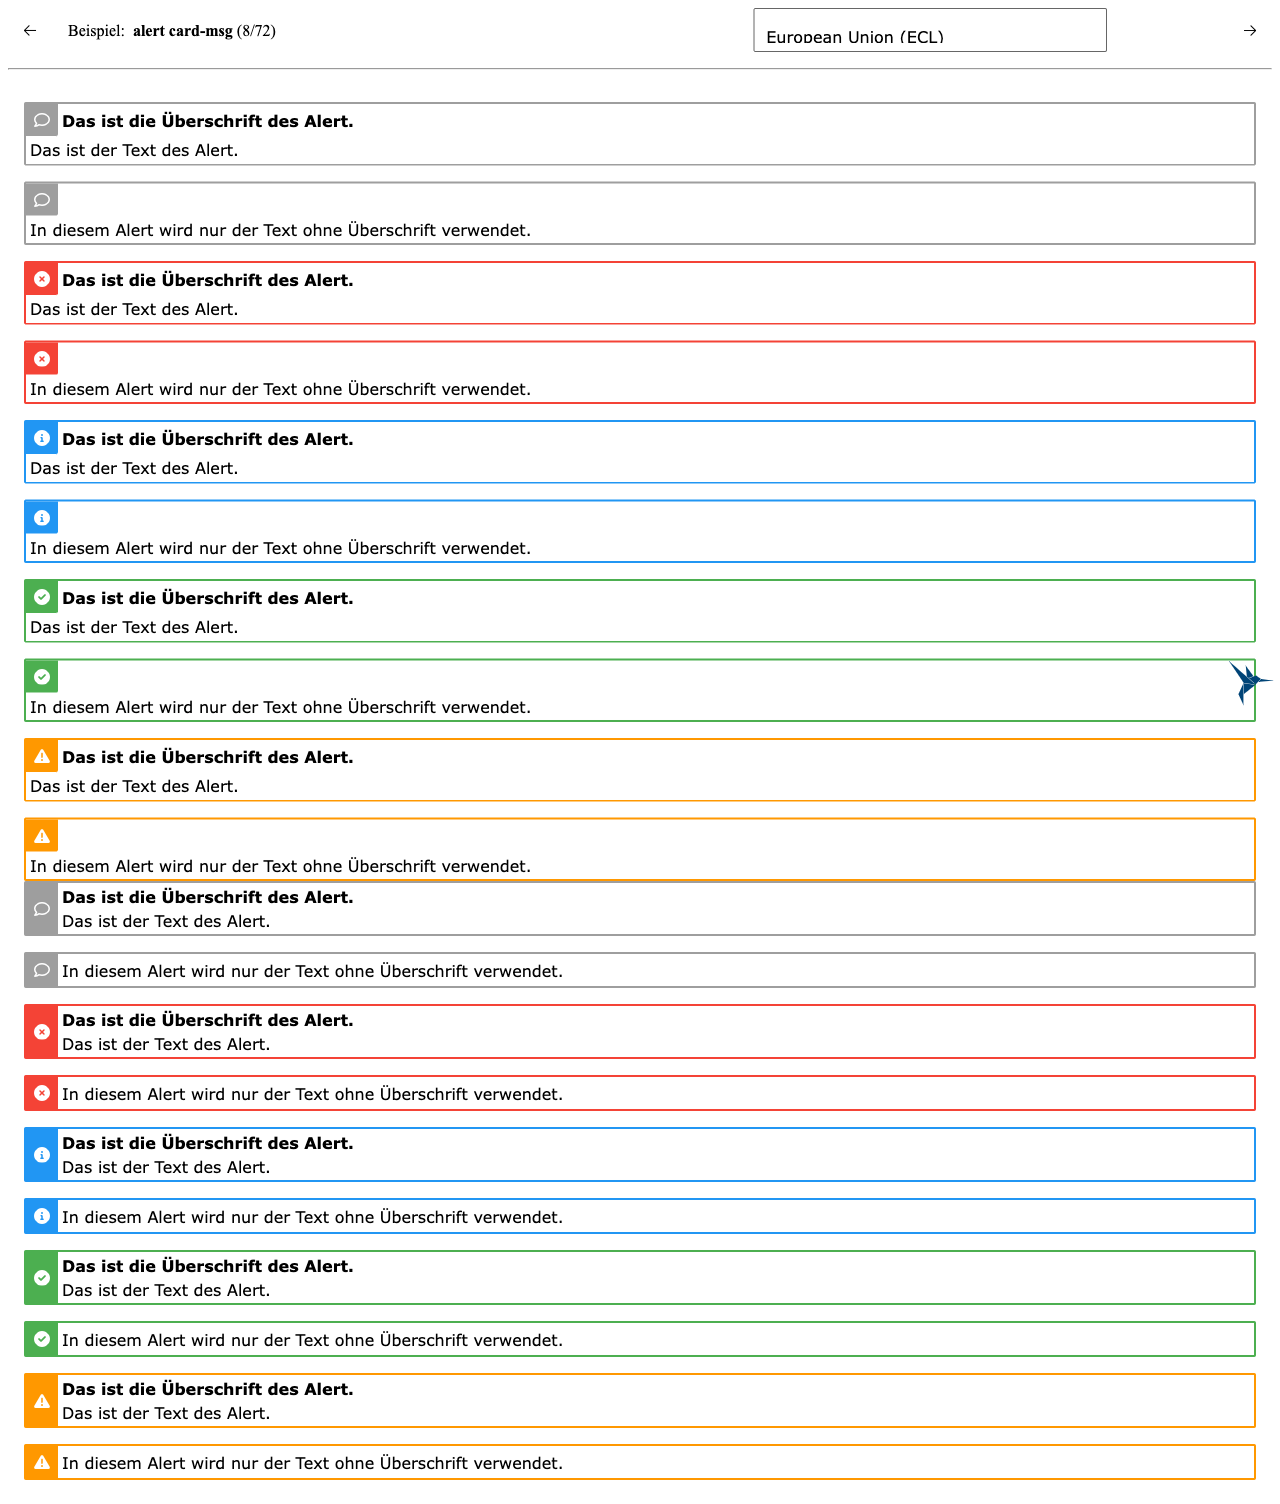 Beispiel: alert card-msg (8/72)
European Union (ECL)
Das ist die Überschrift des Alert.
Das ist der Text des Alert.
In diesem Alert wird nur der Text ohne Überschrift verwendet.
Das ist die Überschrift des Alert.
Das ist der Text des Alert.
In diesem Alert wird nur der Text ohne Überschrift verwendet.
Das ist die Überschrift des Alert.
Das ist der Text des Alert.
In diesem Alert wird nur der Text ohne Überschrift verwendet.
Das ist die Überschrift des Alert.
Das ist der Text des Alert.
In diesem Alert wird nur der Text ohne Überschrift verwendet.
Das ist die Überschrift des Alert.
Das ist der Text des Alert.
In diesem Alert wird nur der Text ohne Überschrift verwendet.
Das ist die Überschrift des Alert.
Das ist der Text des Alert.
In diesem Alert wird nur der Text ohne Überschrift verwendet.
Das ist die Überschrift des Alert.
Das ist der Text des Alert.
In diesem Alert wird nur der Text ohne Überschrift verwendet.
Das ist die Überschrift des Alert.
Das ist der Text des Alert.
In diesem Alert wird nur der Text ohne Überschrift verwendet.
Das ist die Überschrift des Alert.
Das ist der Text des Alert.
In diesem Alert wird nur der Text ohne Überschrift verwendet.
Das ist die Überschrift des Alert.
Das ist der Text des Alert.
In diesem Alert wird nur der Text ohne Überschrift verwendet.